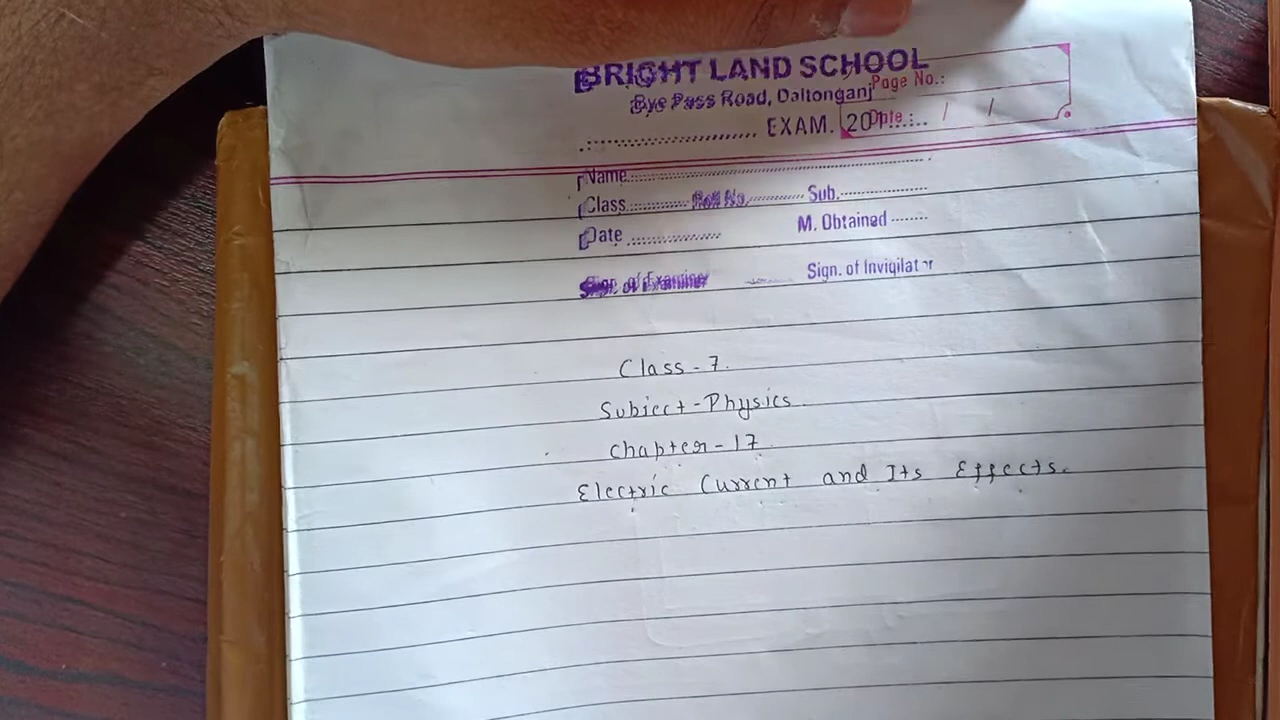 BRIGHT LAND SCHOOL
Page No.:
Bye Pass Road, Daltonganj
EXAM. 201..... Date : / /
Name
Class Roll No. Sub.
Date M. Obtained
Sign. of Examiner Sign. of Invigilator
Class-7.
Subject-Physics
Chapter-17
Electric Current and Its Effects.